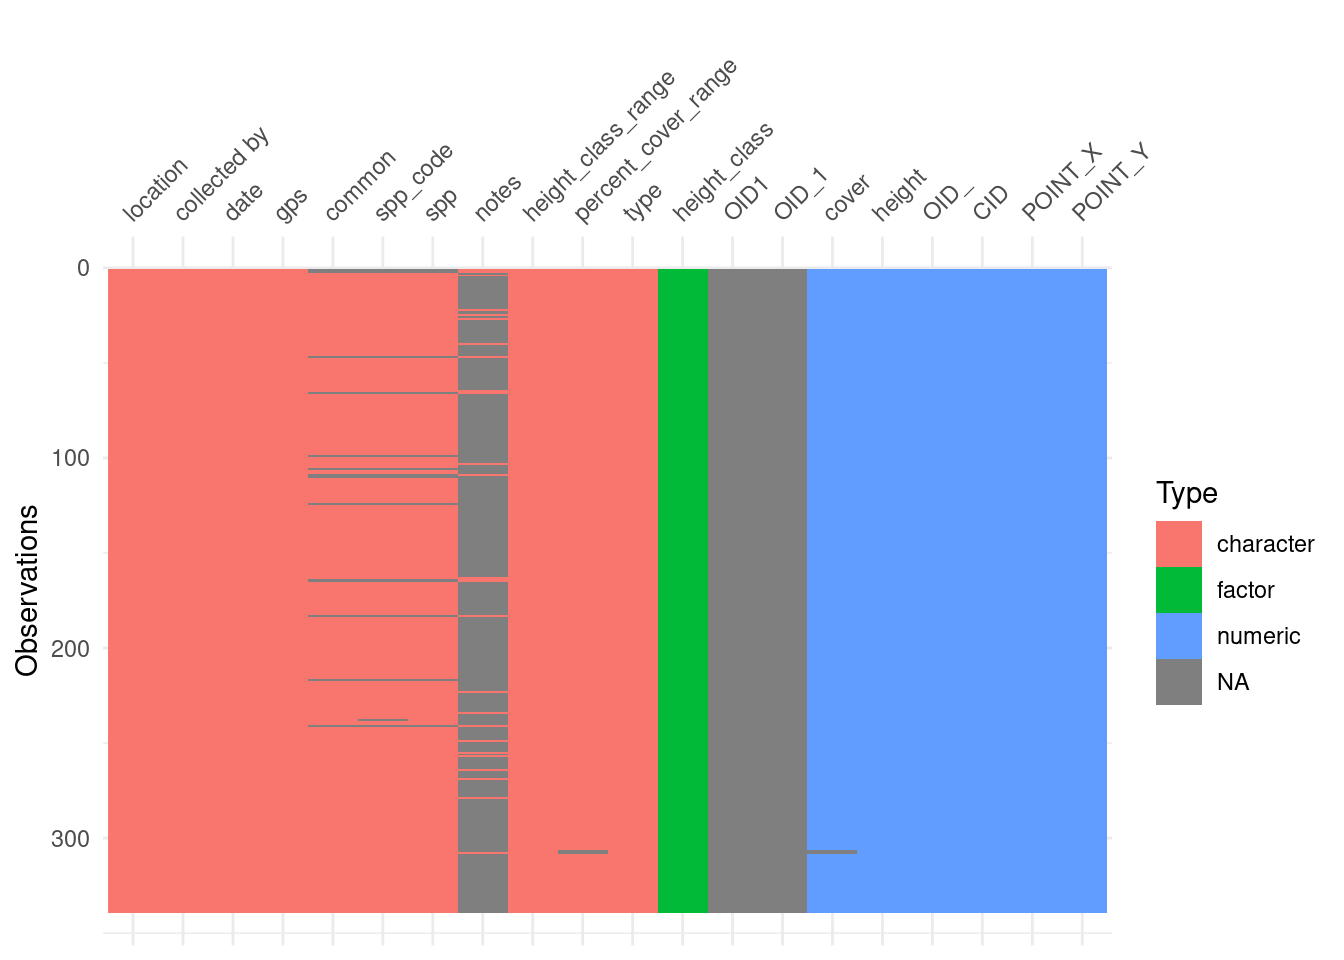 location
collected by
date
gps
common
spp_code
spp
notes
height_class_range
percent_cover_range
type
height_class
OID1
OID_1
cover
height
OID_
CID
POINT_X
POINT_Y
0
100
200
300
Observations
Type
character
factor
numeric
NA